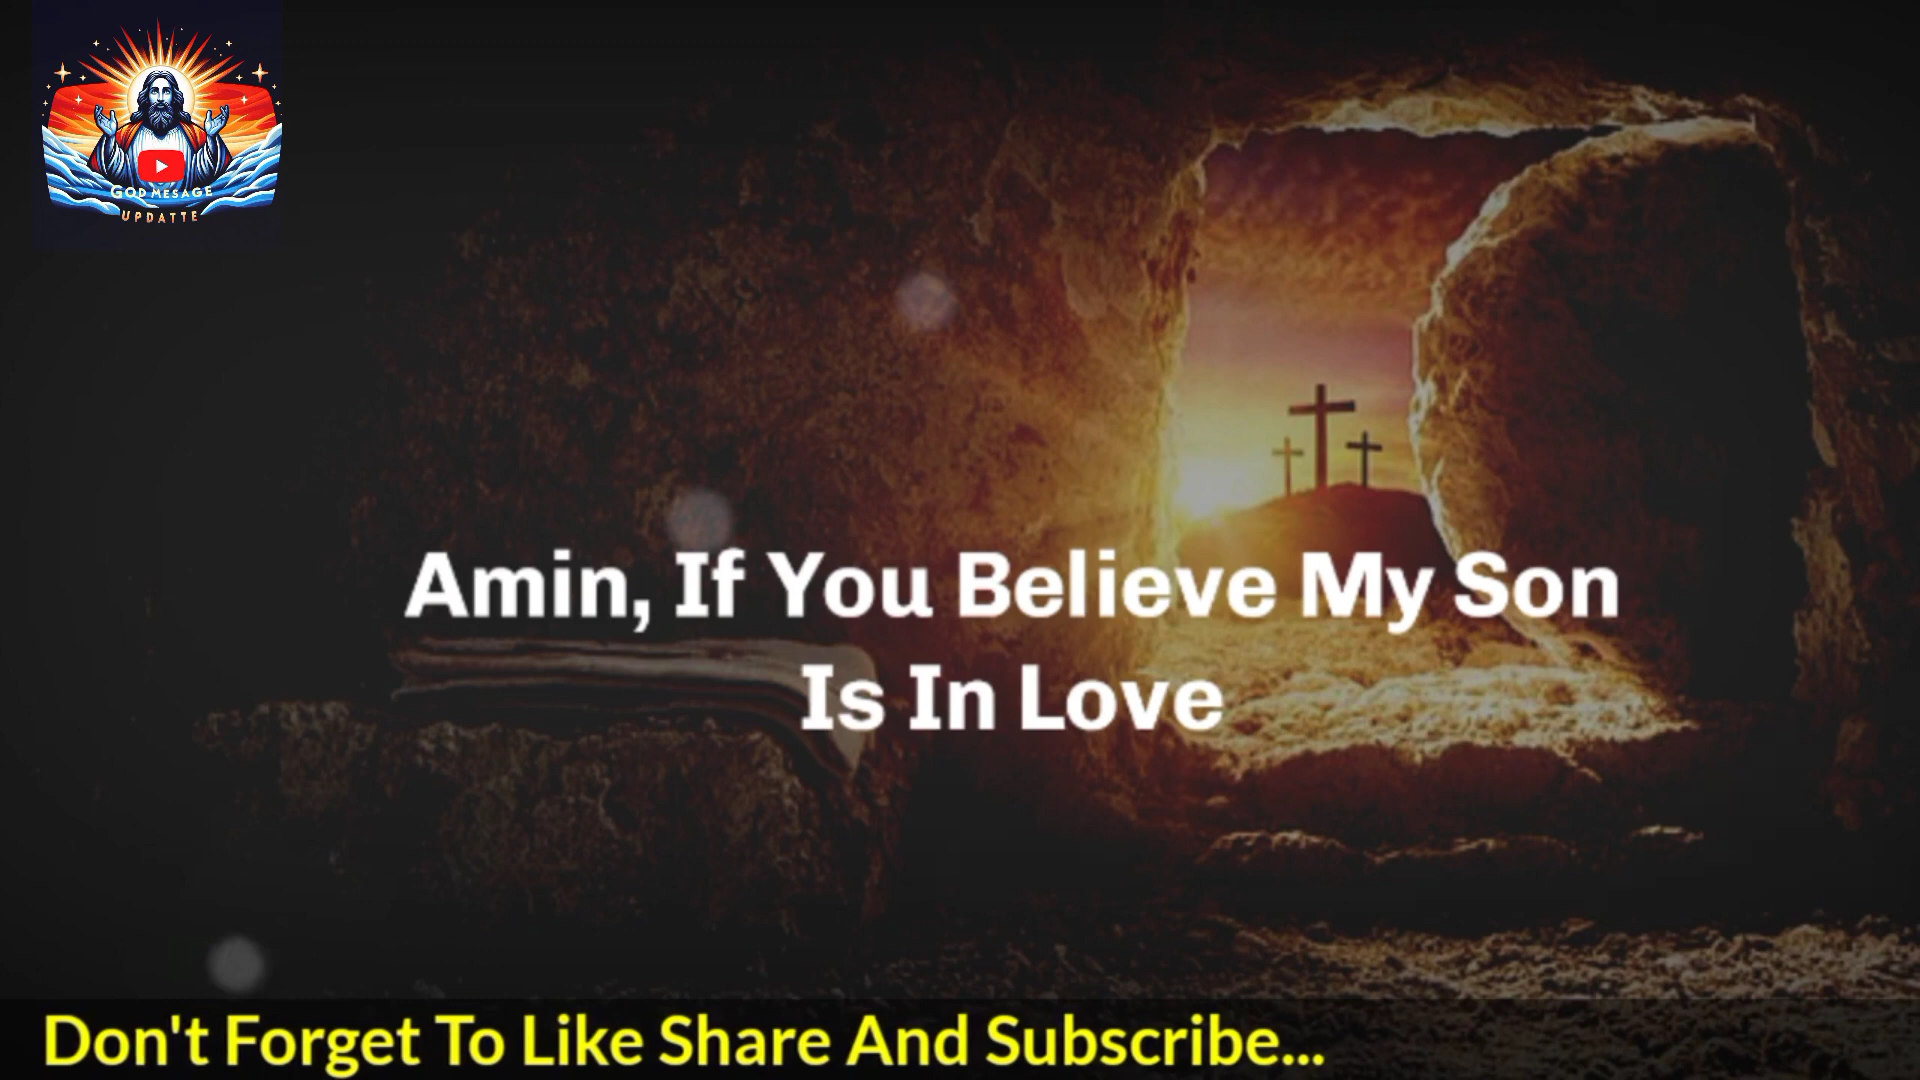 GOD MESAGE
UPDATTE
Amin, If You Believe My Son
Is In Love
Don't Forget To Like Share And Subscribe...